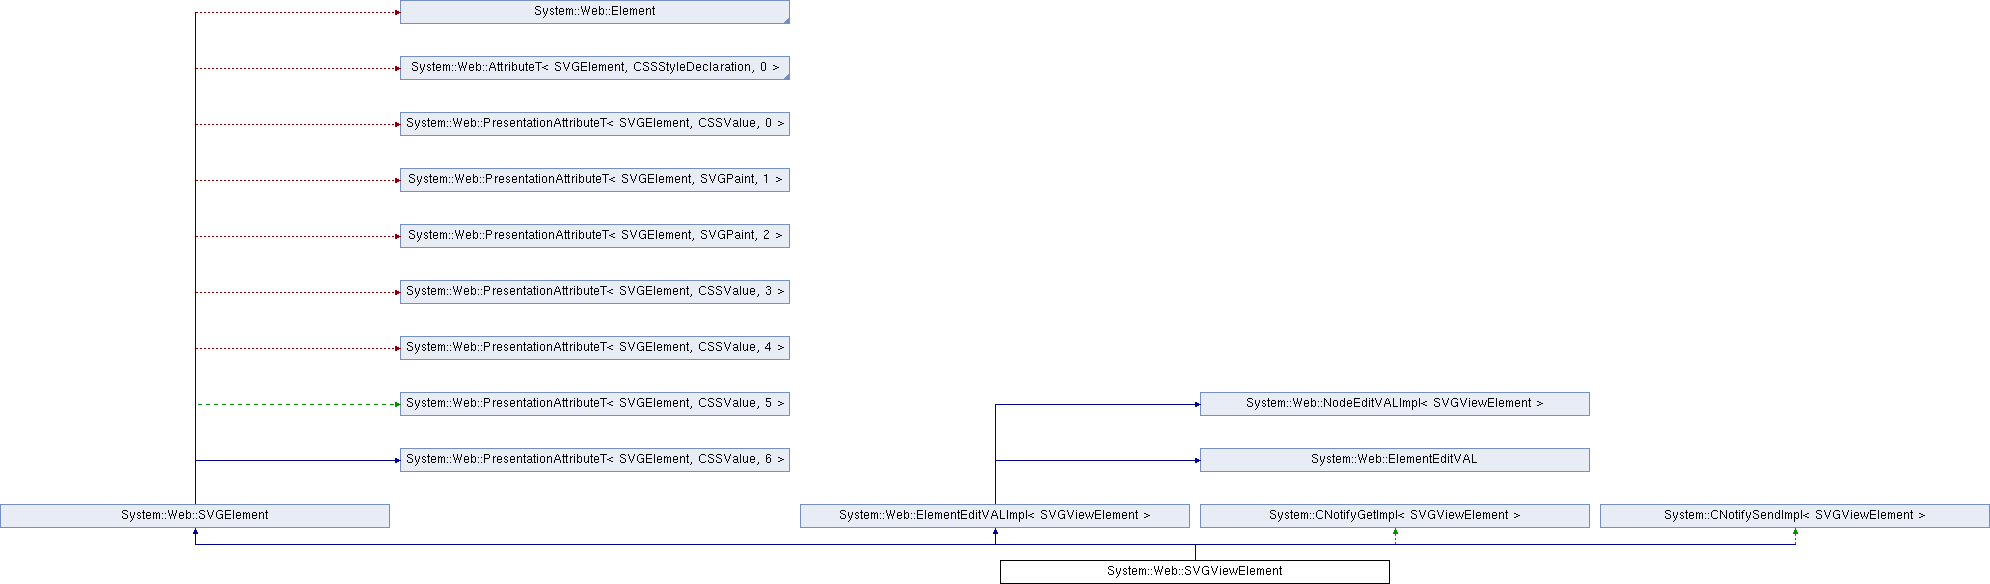 System::Web::Element
System::Web::AttributeT< SVGElement, CSSStyleDeclaration, 0 >
System::Web::PresentationAttributeT< SVGElement, CSSValue, 0 >
System::Web::PresentationAttributeT< SVGElement, SVGPaint, 1 >
System::Web::PresentationAttributeT< SVGElement, SVGPaint, 2 >
System::Web::PresentationAttributeT< SVGElement, CSSValue, 3 >
System::Web::PresentationAttributeT< SVGElement, CSSValue, 4 >
System::Web::PresentationAttributeT< SVGElement, CSSValue, 5 >
System::Web::NodeEditVALImpl< SVGViewElement >
System::Web::PresentationAttributeT< SVGElement, CSSValue, 6 >
System::Web::ElementEditVAL
System::Web::SVGElement
System::Web::ElementEditVALImpl< SVGViewElement >
System::CNotifyGetImpl< SVGViewElement >
System::CNotifySendImpl< SVGViewElement >
System::Web::SVGViewElement